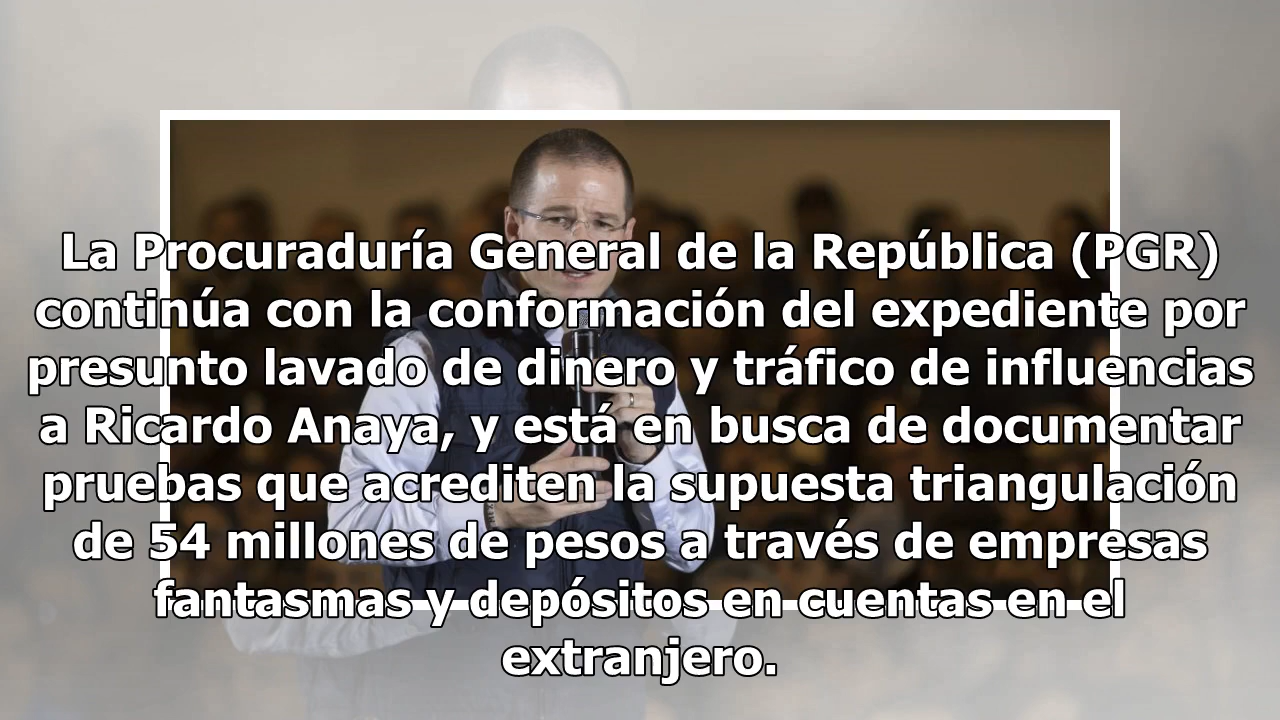 La Procuraduría General de la República (PGR)
continúa con la conformación del expediente por
presunto lavado de dinero y tráfico de influencias
a Ricardo Anaya, y está en busca de documentar
pruebas que acrediten la supuesta triangulación
de 54 millones de pesos a través de empresas
fantasmas y depósitos en cuentas en el
extranjero.